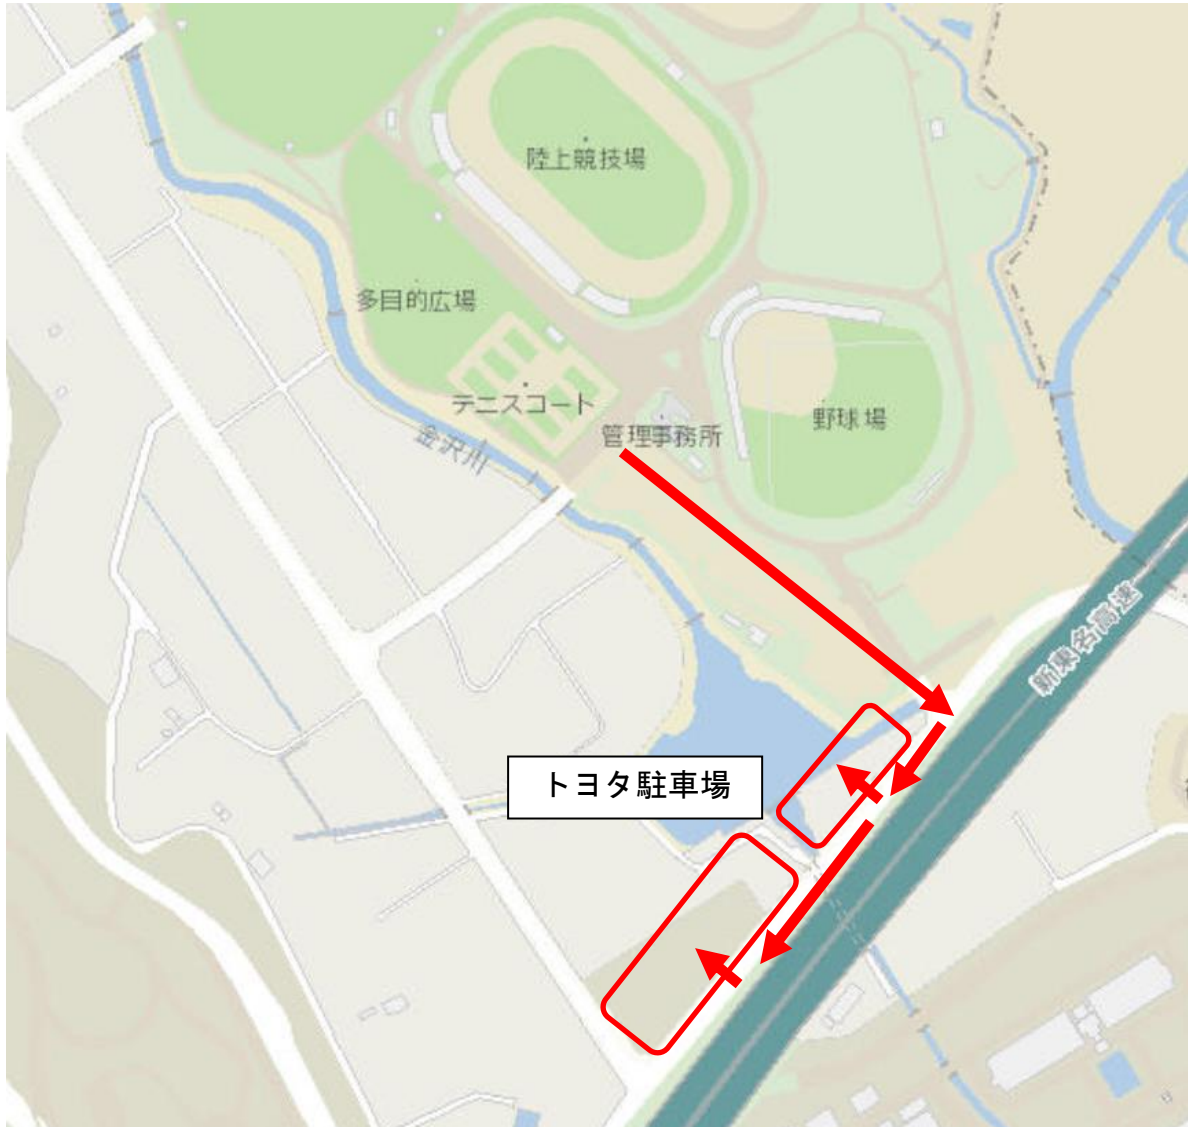 陸上競技場
多目的広場
テニスコート
管理事務所
野球場
金沢川
新東名高速
トヨタ駐車場